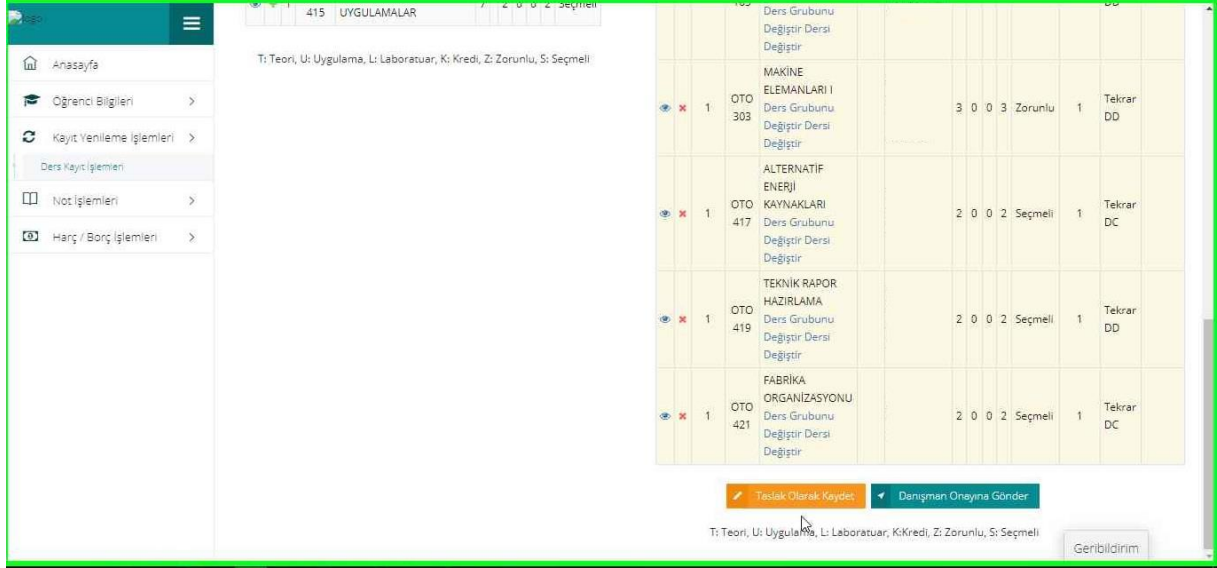 logo
Anasayfa
Öğrenci Bilgileri
Kayıt Yenileme İşlemleri
Ders Kayıt İşlemleri
Not İşlemleri
Harç / Borç İşlemleri
415 UYGULAMALAR 2 0 0 2 Seçmeli
T: Teori, U: Uygulama, L: Laboratuar, K: Kredi, Z: Zorunlu, S: Seçmeli
Ders Grubunu
Değiştir Dersi
Değiştir
MAKİNE
ELEMANLARI I
Ders Grubunu
Değiştir Dersi
Değiştir
1 OTO 303 3 0 0 3 Zorunlu 1 Tekrar DD
ALTERNATİF
ENERJİ
KAYNAKLARI
Ders Grubunu
Değiştir Dersi
Değiştir
1 OTO 417 2 0 0 2 Seçmeli 1 Tekrar DC
TEKNİK RAPOR
HAZIRLAMA
Ders Grubunu
Değiştir Dersi
Değiştir
1 OTO 419 2 0 0 2 Seçmeli 1 Tekrar DD
FABRİKA
ORGANİZASYONU
Ders Grubunu
Değiştir Dersi
Değiştir
1 OTO 421 2 0 0 2 Seçmeli 1 Tekrar DC
Taslak Olarak Kaydet
Danışman Onayına Gönder
T: Teori, U: Uygulama, L: Laboratuar, K:Kredi, Z: Zorunlu, S: Seçmeli
Geribildirim